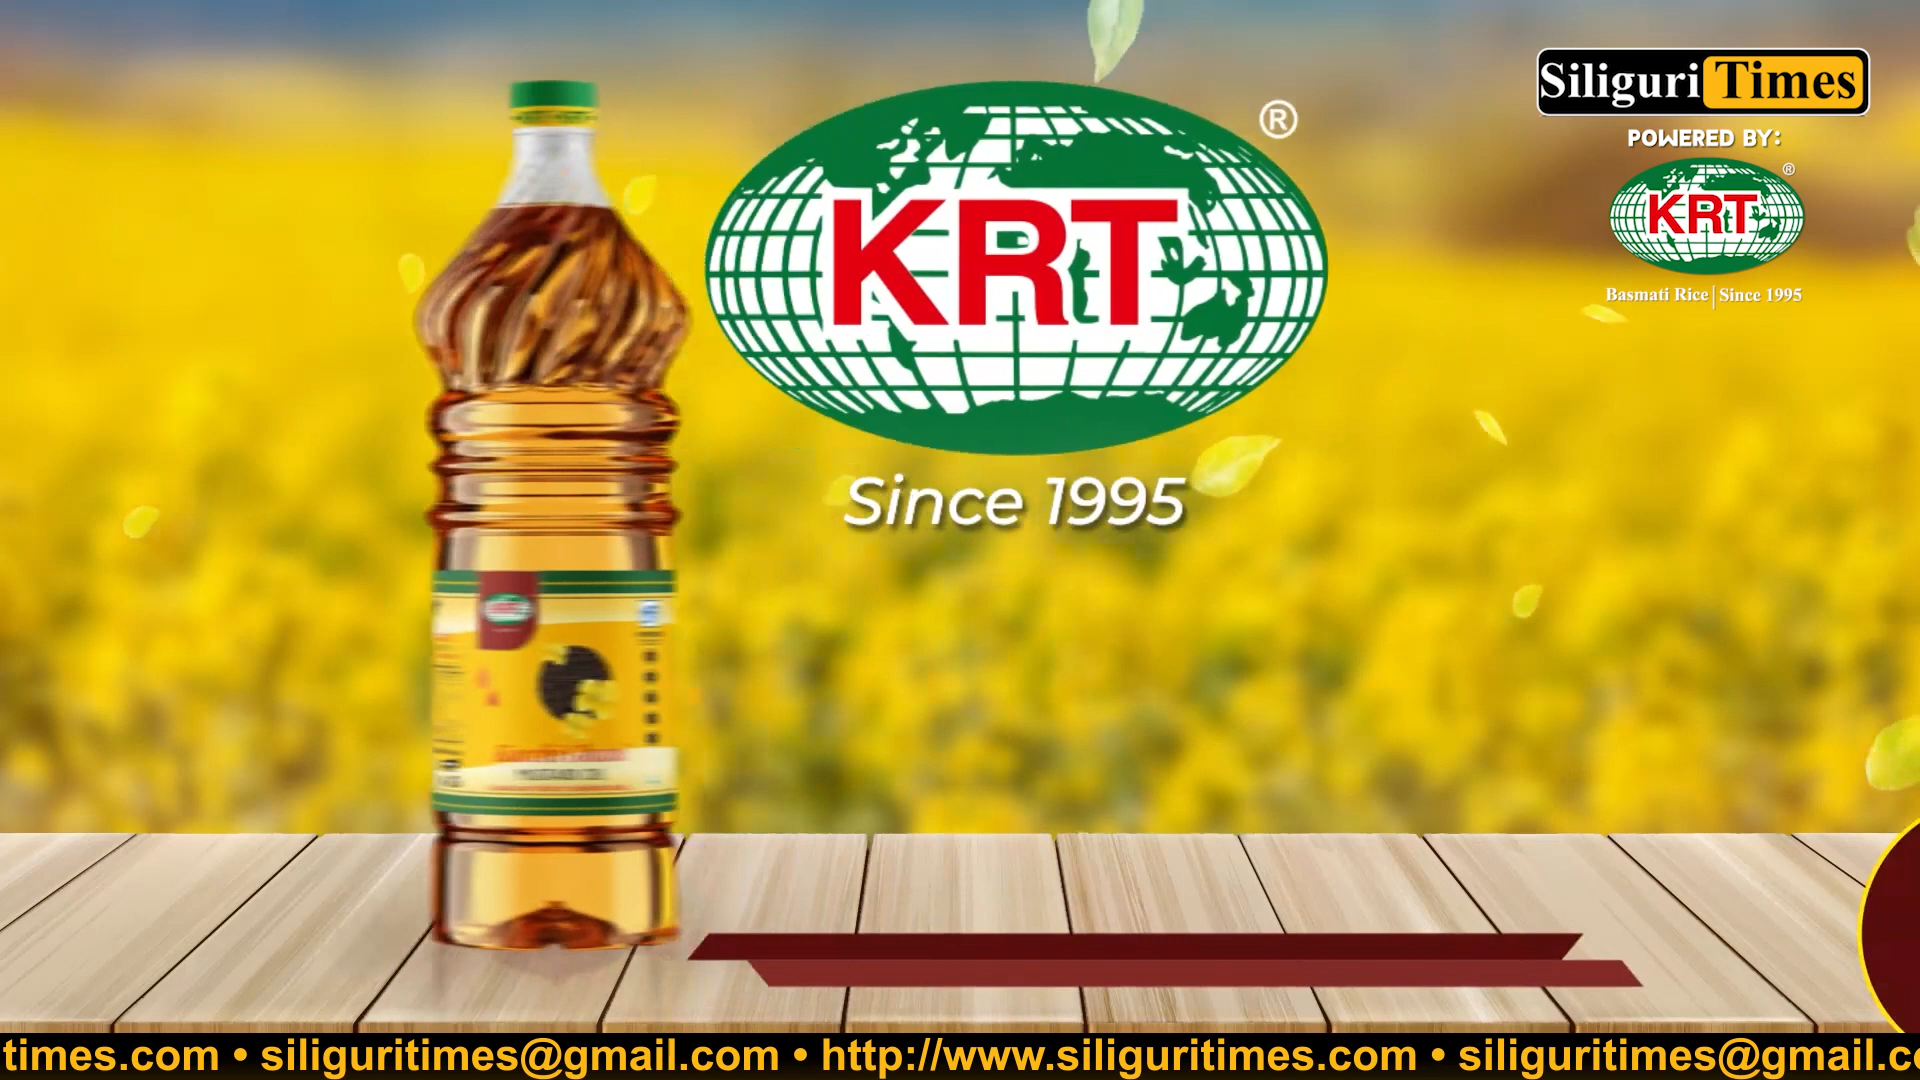 Siliguri Times
POWERED BY:
KRT ®
Basmati Rice | Since 1995
KRT ®
Since 1995
times.com • siliguritimes@gmail.com • http://www.siliguritimes.com • siliguritimes@gmail.c